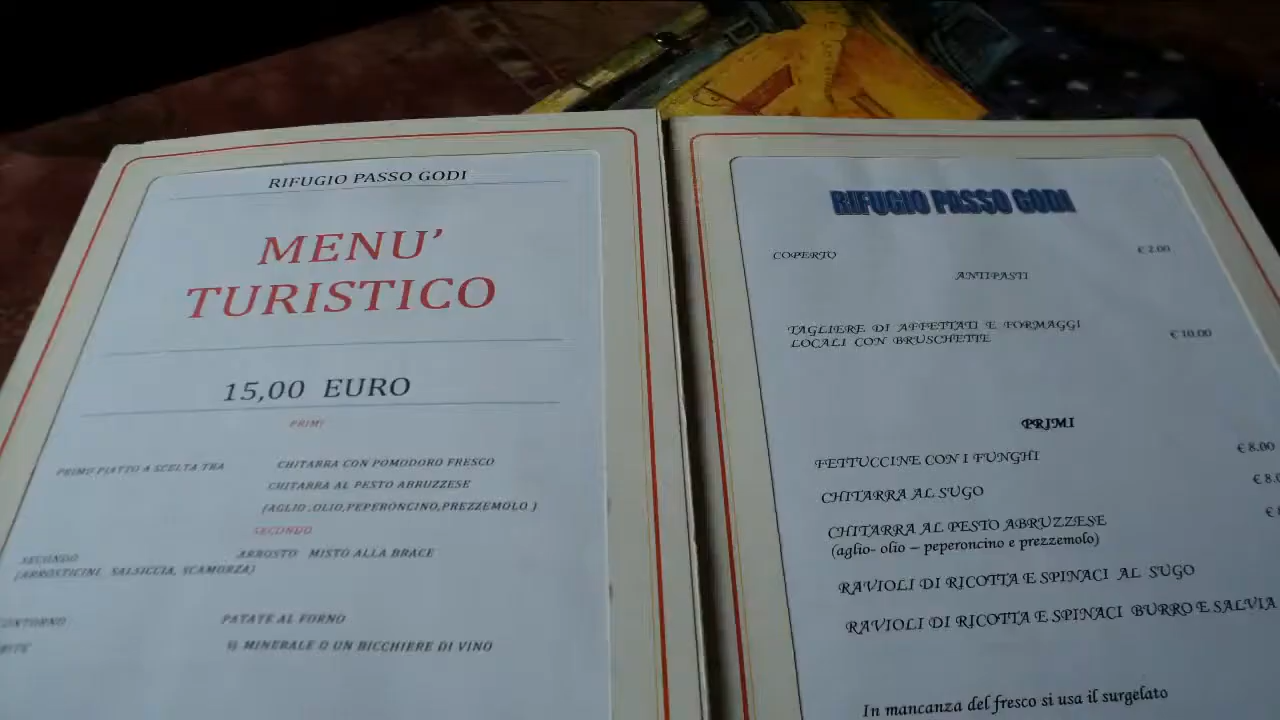 RIFUGIO PASSO GODI
MENU'
TURISTICO
15,00 EURO
PRIMI
PRIMO PIATTO A SCELTA TRA CHITARRA CON POMODORO FRESCO
CHITARRA AL PESTO ABRUZZESE
(AGLIO ,OLIO,PEPERONCINO,PREZZEMOLO )
SECONDO
SECONDO ARROSTO MISTO ALLA BRACE
(ARROSTICINI, SALSICCIA, SCAMORZA)
CONTORNO PATATE AL FORNO
½ MINERALE O UN BICCHIERE DI VINO
RIFUGIO PASSO GODI
COPERTO € 2.00
ANTIPASTI
TAGLIERE DI AFFETTATI E FORMAGGI
LOCALI CON BRUSCHETTE € 10.00
PRIMI
FETTUCCINE CON I FUNGHI € 8.00
CHITARRA AL SUGO € 8.0
CHITARRA AL PESTO ABRUZZESE €
(aglio- olio – peperoncino e prezzemolo)
RAVIOLI DI RICOTTA E SPINACI AL SUGO
RAVIOLI DI RICOTTA E SPINACI BURRO E SALVIA
In mancanza del fresco si usa il surgelato